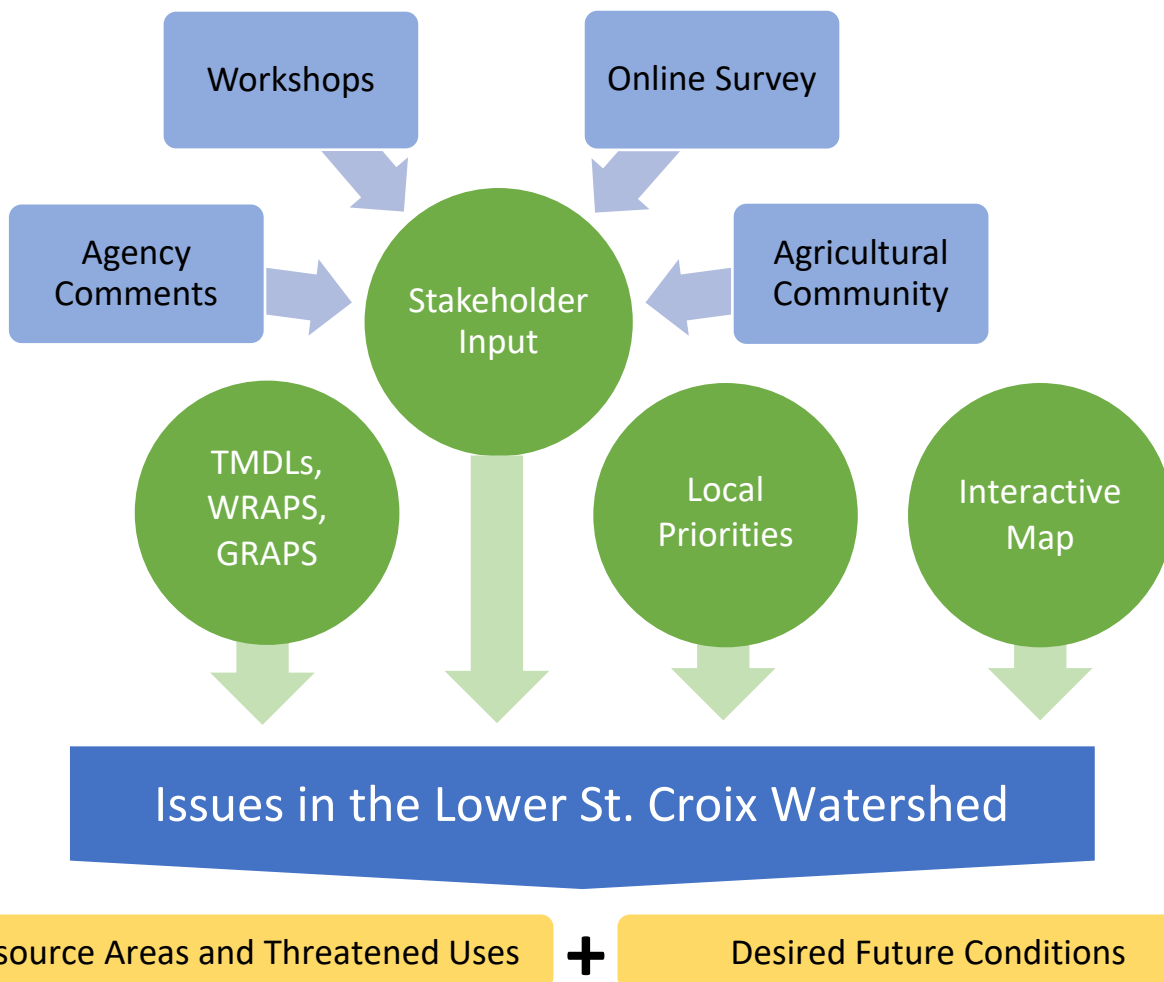 Workshops
Online Survey
Agency
Comments
Agricultural
Community
Stakeholder
Input
TMDLs,
WRAPS,
GRAPS
Local
Priorities
Interactive
Map
Issues in the Lower St. Croix Watershed
source Areas and Threatened Uses
+
Desired Future Conditions